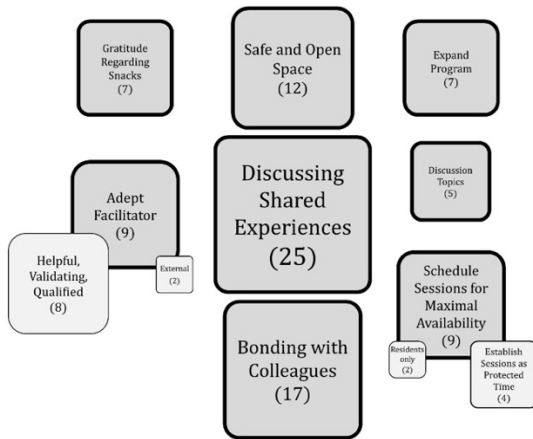 Gratitude
Regarding
Snacks
(7)
Safe and Open
Space
(12)
Expand
Program
(7)
Discussing
Shared
Experiences
(25)
Discussion
Topics
(5)
Adept
Facilitator
(9)
Helpful,
Validating,
Qualified
(8)
External
(2)
Bonding with
Colleagues
(17)
Schedule
Sessions for
Maximal
Availability
(9)
Residents
only
(2)
Establish
Sessions as
Protected
Time
(4)